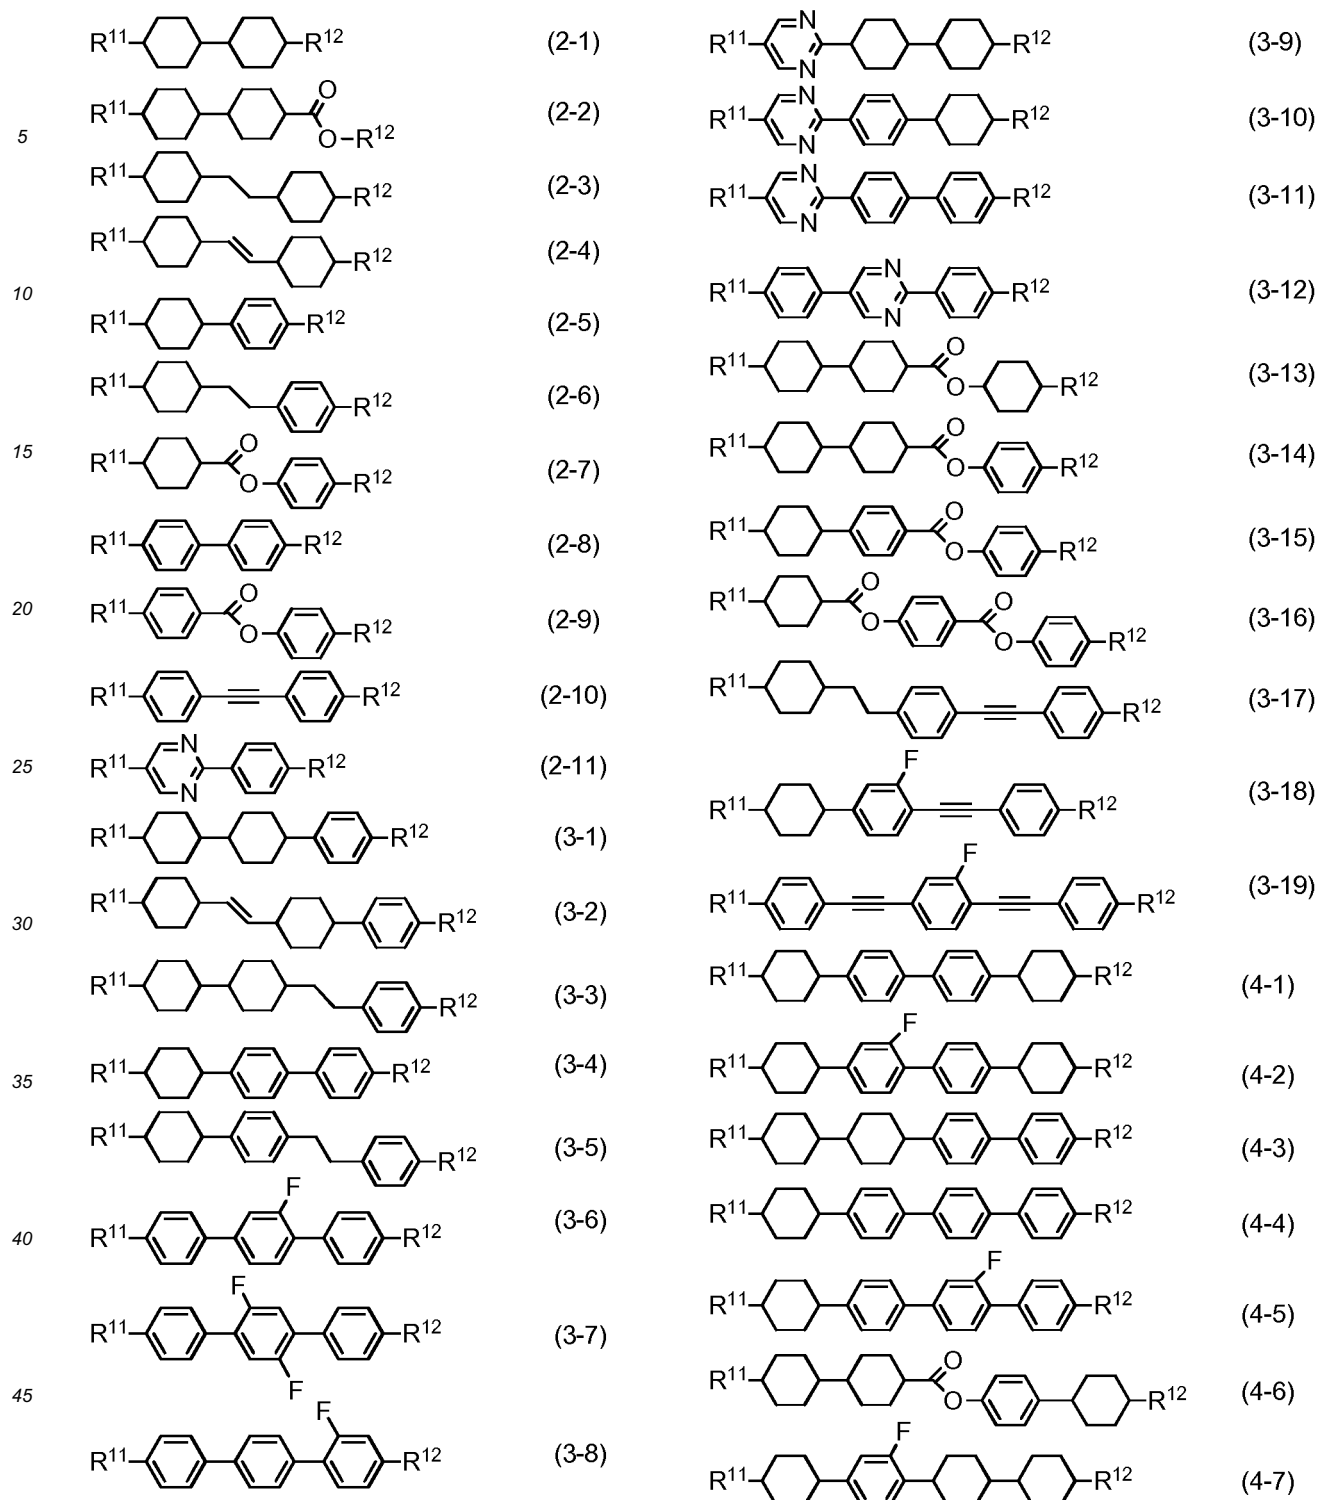 R¹¹ R¹² (2-1)
R¹¹ O O R¹² (2-2)
5
R¹¹ R¹² (2-3)
R¹¹ R¹² (2-4)
10
R¹¹ R¹² (2-5)
R¹¹ R¹² (2-6)
15
R¹¹ O O R¹² (2-7)
R¹¹ R¹² (2-8)
20
R¹¹ O O R¹² (2-9)
R¹¹ R¹² (2-10)
25
R¹¹ N N R¹² (2-11)
R¹¹ R¹² (3-1)
30
R¹¹ R¹² (3-2)
R¹¹ R¹² (3-3)
35
R¹¹ R¹² (3-4)
R¹¹ R¹² (3-5)
40
R¹¹ F R¹² (3-6)
R¹¹ F F R¹² (3-7)
45
R¹¹ F R¹² (3-8)
R¹¹ N N R¹² (3-9)
R¹¹ N N R¹² (3-10)
R¹¹ N N R¹² (3-11)
R¹¹ N N R¹² (3-12)
R¹¹ O O R¹² (3-13)
R¹¹ O O R¹² (3-14)
R¹¹ O O R¹² (3-15)
R¹¹ O O O O R¹² (3-16)
R¹¹ R¹² (3-17)
R¹¹ F R¹² (3-18)
R¹¹ F R¹² (3-19)
R¹¹ R¹² (4-1)
R¹¹ F R¹² (4-2)
R¹¹ R¹² (4-3)
R¹¹ R¹² (4-4)
R¹¹ F R¹² (4-5)
R¹¹ O O R¹² (4-6)
R¹¹ F R¹² (4-7)